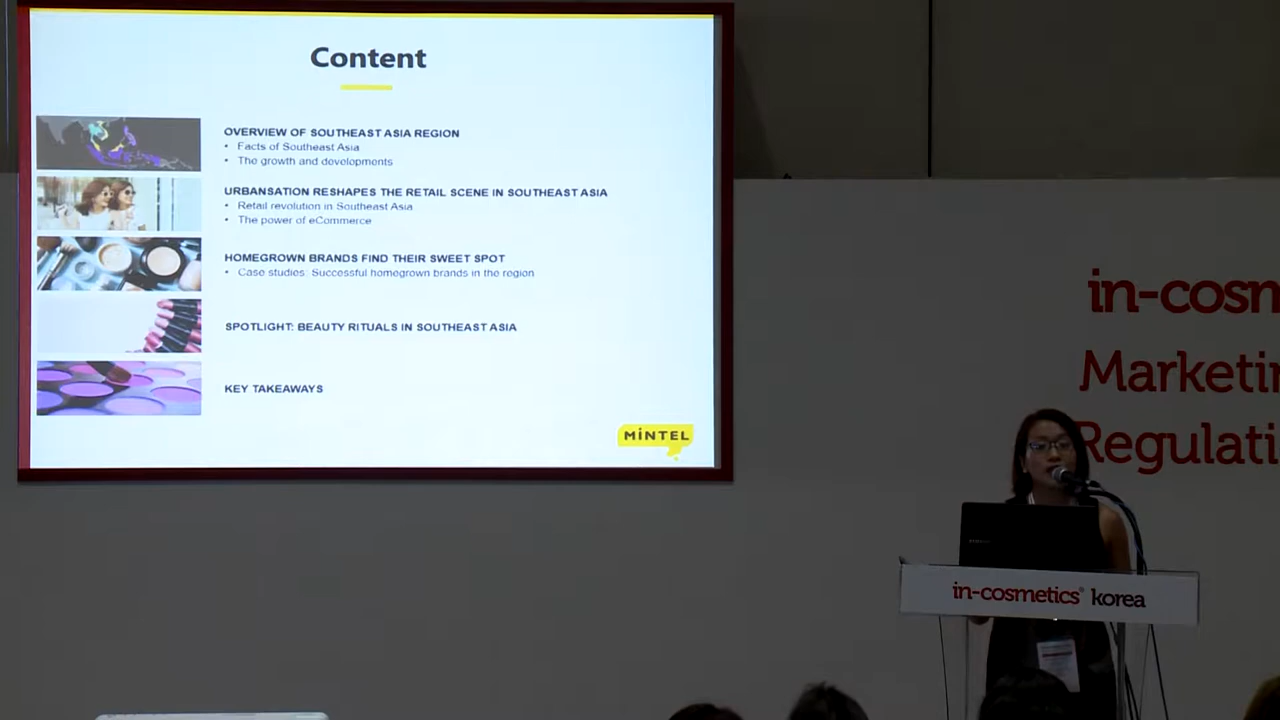 Content
OVERVIEW OF SOUTHEAST ASIA REGION
• Facts of Southeast Asia
• The growth and developments
URBANSATION RESHAPES THE RETAIL SCENE IN SOUTHEAST ASIA
• Retail revolution in Southeast Asia
• The power of eCommerce
HOMEGROWN BRANDS FIND THEIR SWEET SPOT
• Case studies: Successful homegrown brands in the region
SPOTLIGHT: BEAUTY RITUALS IN SOUTHEAST ASIA
KEY TAKEAWAYS
MiNTEL
in-cosm
Marketin
Regulati
in-cosmetics® korea